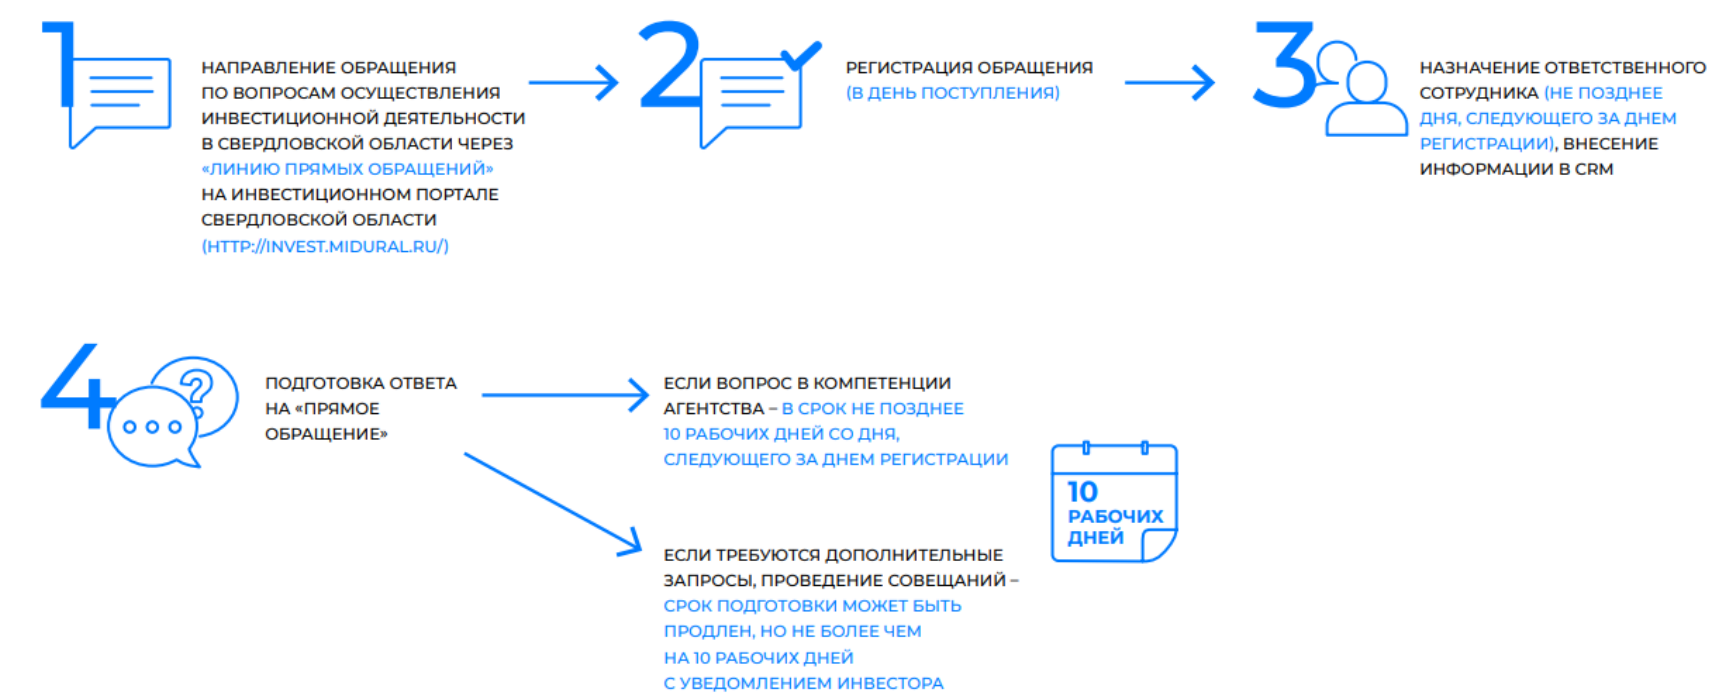 1
НАПРАВЛЕНИЕ ОБРАЩЕНИЯ
ПО ВОПРОСАМ ОСУЩЕСТВЛЕНИЯ
ИНВЕСТИЦИОННОЙ ДЕЯТЕЛЬНОСТИ
В СВЕРДЛОВСКОЙ ОБЛАСТИ ЧЕРЕЗ
«ЛИНИЮ ПРЯМЫХ ОБРАЩЕНИЙ»
НА ИНВЕСТИЦИОННОМ ПОРТАЛЕ
СВЕРДЛОВСКОЙ ОБЛАСТИ
(HTTP://INVEST.MIDURAL.RU/)
2
РЕГИСТРАЦИЯ ОБРАЩЕНИЯ
(В ДЕНЬ ПОСТУПЛЕНИЯ)
3
НАЗНАЧЕНИЕ ОТВЕТСТВЕННОГО
СОТРУДНИКА (НЕ ПОЗДНЕЕ
ДНЯ, СЛЕДУЮЩЕГО ЗА ДНЕМ
РЕГИСТРАЦИИ), ВНЕСЕНИЕ
ИНФОРМАЦИИ В CRM
4
?
ПОДГОТОВКА ОТВЕТА
НА «ПРЯМОЕ
ОБРАЩЕНИЕ»
ЕСЛИ ВОПРОС В КОМПЕТЕНЦИИ
АГЕНТСТВА – В СРОК НЕ ПОЗДНЕЕ
10 РАБОЧИХ ДНЕЙ СО ДНЯ,
СЛЕДУЮЩЕГО ЗА ДНЕМ РЕГИСТРАЦИИ
10
РАБОЧИХ
ДНЕЙ
ЕСЛИ ТРЕБУЮТСЯ ДОПОЛНИТЕЛЬНЫЕ
ЗАПРОСЫ, ПРОВЕДЕНИЕ СОВЕЩАНИЙ –
СРОК ПОДГОТОВКИ МОЖЕТ БЫТЬ
ПРОДЛЕН, НО НЕ БОЛЕЕ ЧЕМ
НА 10 РАБОЧИХ ДНЕЙ
С УВЕДОМЛЕНИЕМ ИНВЕСТОРА